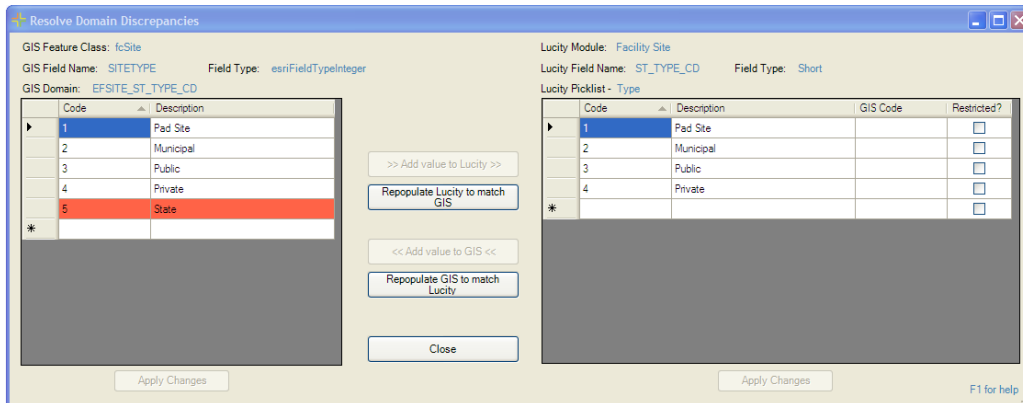 Resolve Domain Discrepancies
GIS Feature Class: fcSite
GIS Field Name: SITETYPE Field Type: esriFieldTypeInteger
GIS Domain: EFSITE_ST_TYPE_CD
Code Description
1 Pad Site
2 Municipal
3 Public
4 Private
5 State
Apply Changes
>> Add value to Lucity >>
Repopulate Lucity to match
GIS
<< Add value to GIS <<
Repopulate GIS to match
Lucity
Close
Lucity Module: Facility Site
Lucity Field Name: ST_TYPE_CD Field Type: Short
Lucity Picklist - Type
Code Description GIS Code Restricted?
1 Pad Site
2 Municipal
3 Public
4 Private
Apply Changes
F1 for help